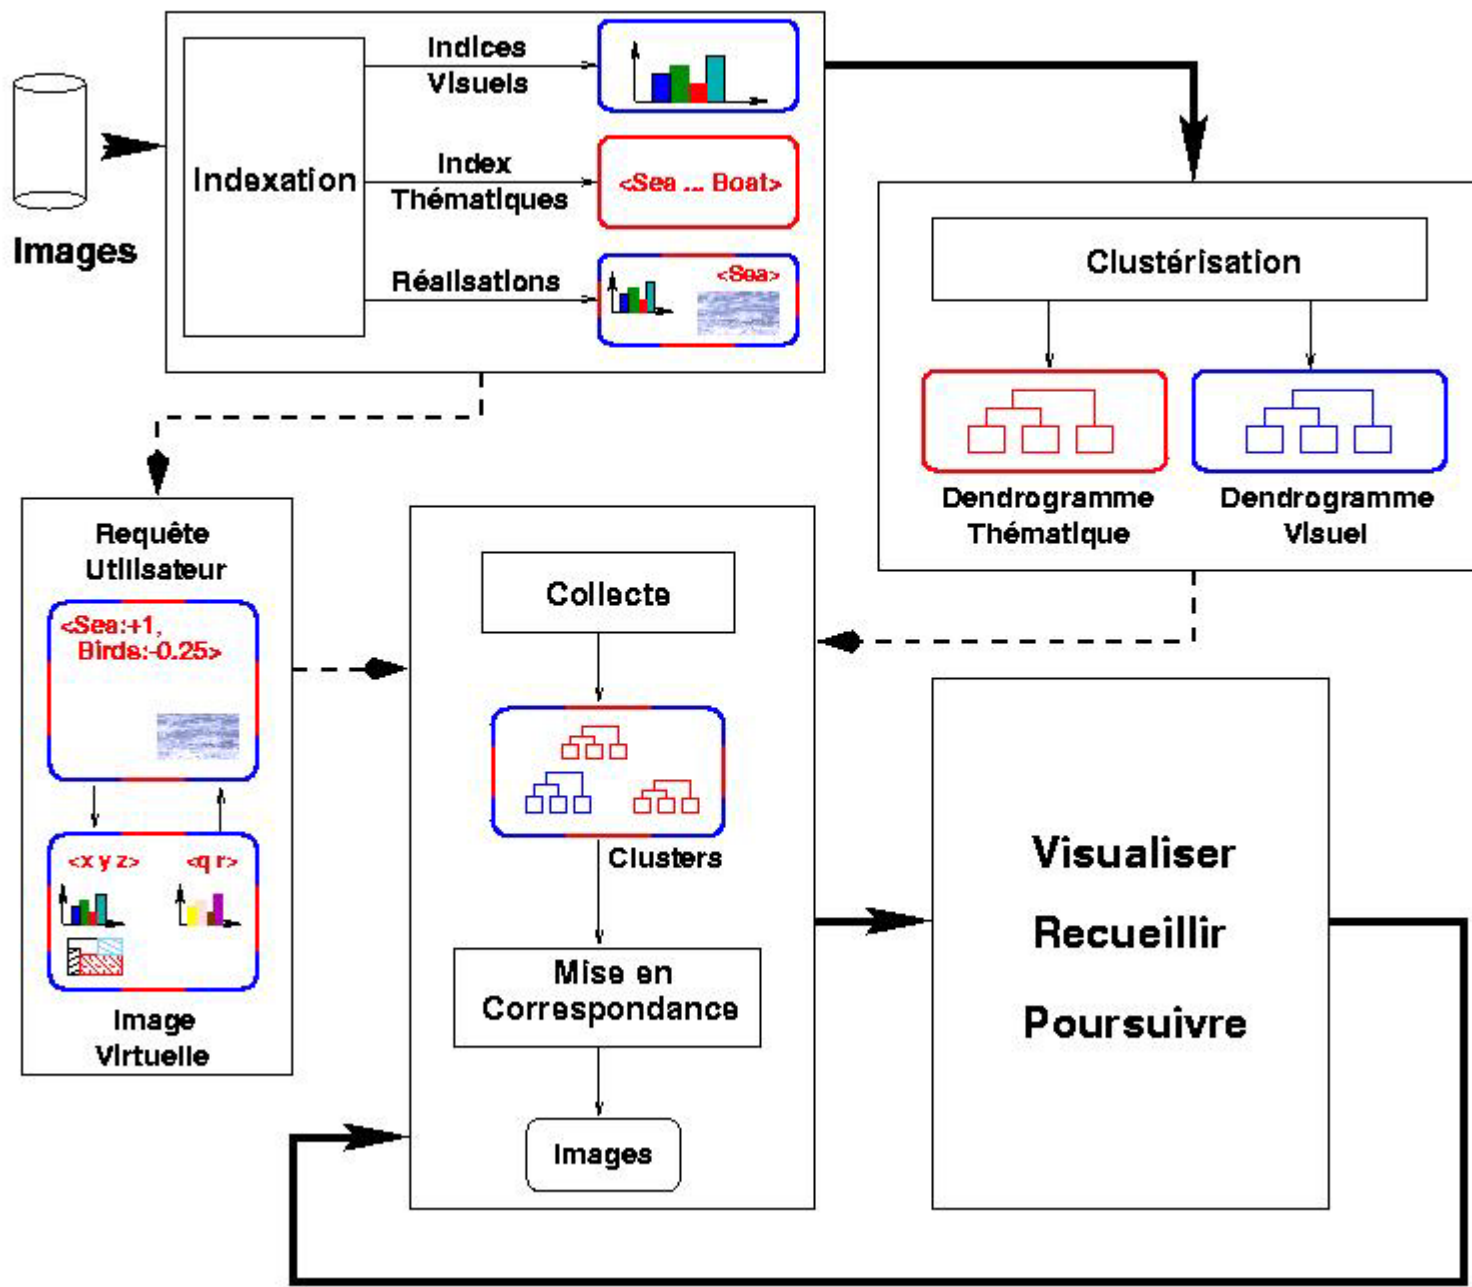 Indices
Visuels
Indexation
Index
Thématiques
<Sea ... Boat>
Réalisations
<Sea>
Images
Clustérisation
Dendrogramme
Thématique
Dendrogramme
Visuel
Requête
Utilisateur
<Sea:+1,
Birds:-0.25>
<x y z>
<q r>
Image
Virtuelle
Collecte
Clusters
Mise en
Correspondance
Images
Visualiser
Recueillir
Poursuivre